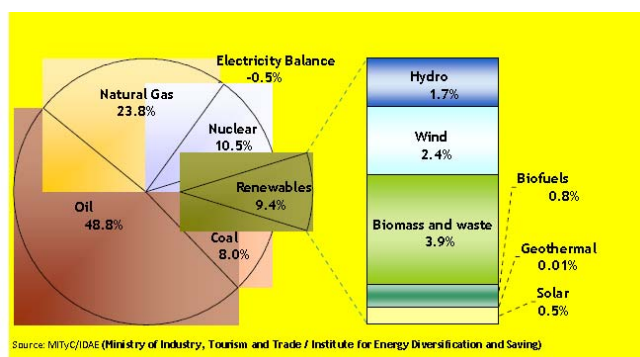 Electricity Balance
-0.5%
Natural Gas
23.8%
Nuclear
10.5%
Renewables
9.4%
Oil
48.8%
Coal
8.0%
Hydro
1.7%
Wind
2.4%
Biomass and waste
3.9%
Biofuels
0.8%
Geothermal
0.01%
Solar
0.5%
Source: MITyC/IDAE (Ministry of Industry, Tourism and Trade / Institute for Energy Diversification and Saving)